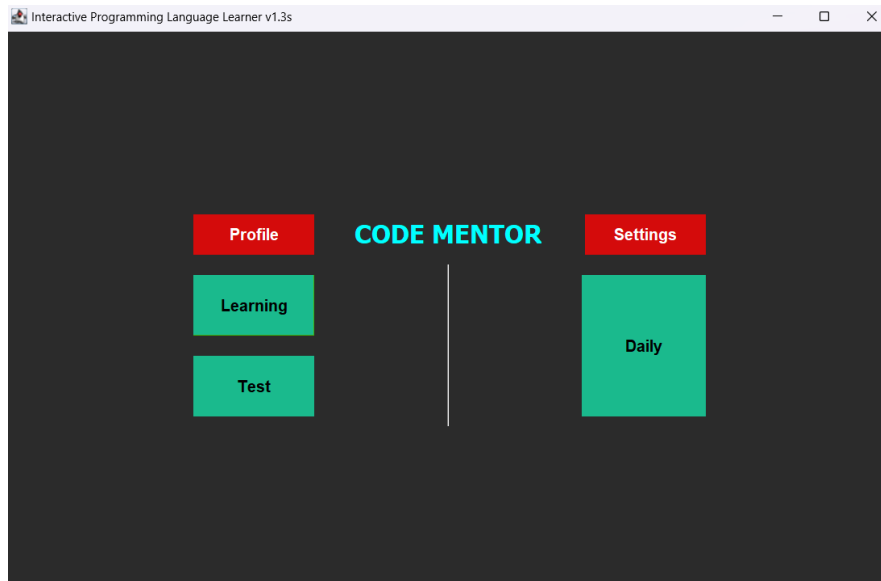 Interactive Programming Language Learner v1.3s
Profile
CODE MENTOR
Settings
Learning
Daily
Test